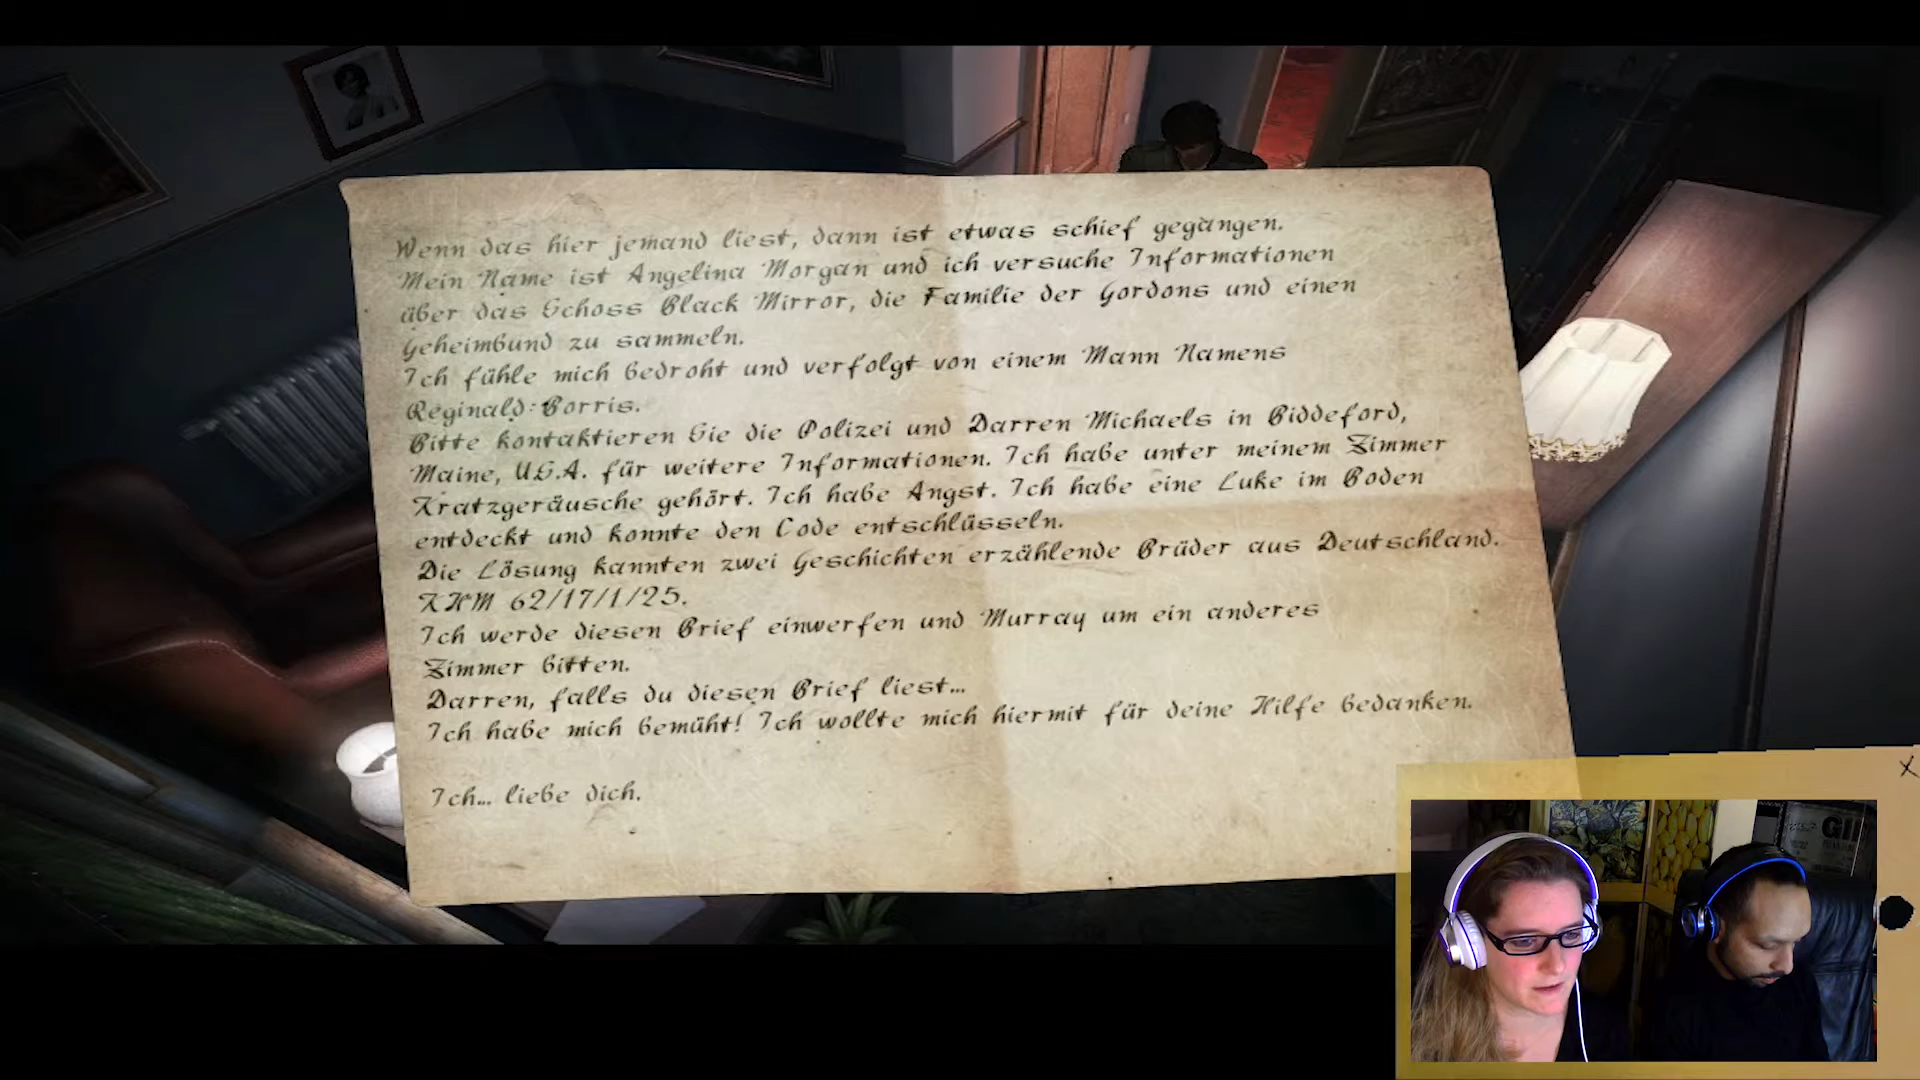 Wenn das hier jemand liest, dann ist etwas schief gegangen.
Mein Name ist Angelina Morgan und ich versuche Informationen
über das Schoss Black Mirror, die Familie der Gordons und einen
Geheimbund zu sammeln.
Ich fühle mich bedroht und verfolgt von einem Mann Namens
Reginald Borris.
Bitte kontaktieren Sie die Polizei und Darren Michaels in Biddeford,
Maine, U.S.A. für weitere Informationen. Ich habe unter meinem Zimmer
Kratzgeräusche gehört. Ich habe Angst. Ich habe eine Luke im Boden
entdeckt und konnte den Code entschlüsseln.
Die Lösung kannten zwei Geschichten erzählende Brüder aus Deutschland.
KHM 62/17/1/25.
Ich werde diesen Brief einwerfen und Murray um ein anderes
Zimmer bitten.
Darren, falls du diesen Brief liest...
Ich habe mich bemüht! Ich wollte mich hiermit für deine Hilfe bedanken.
Ich... liebe dich.
X